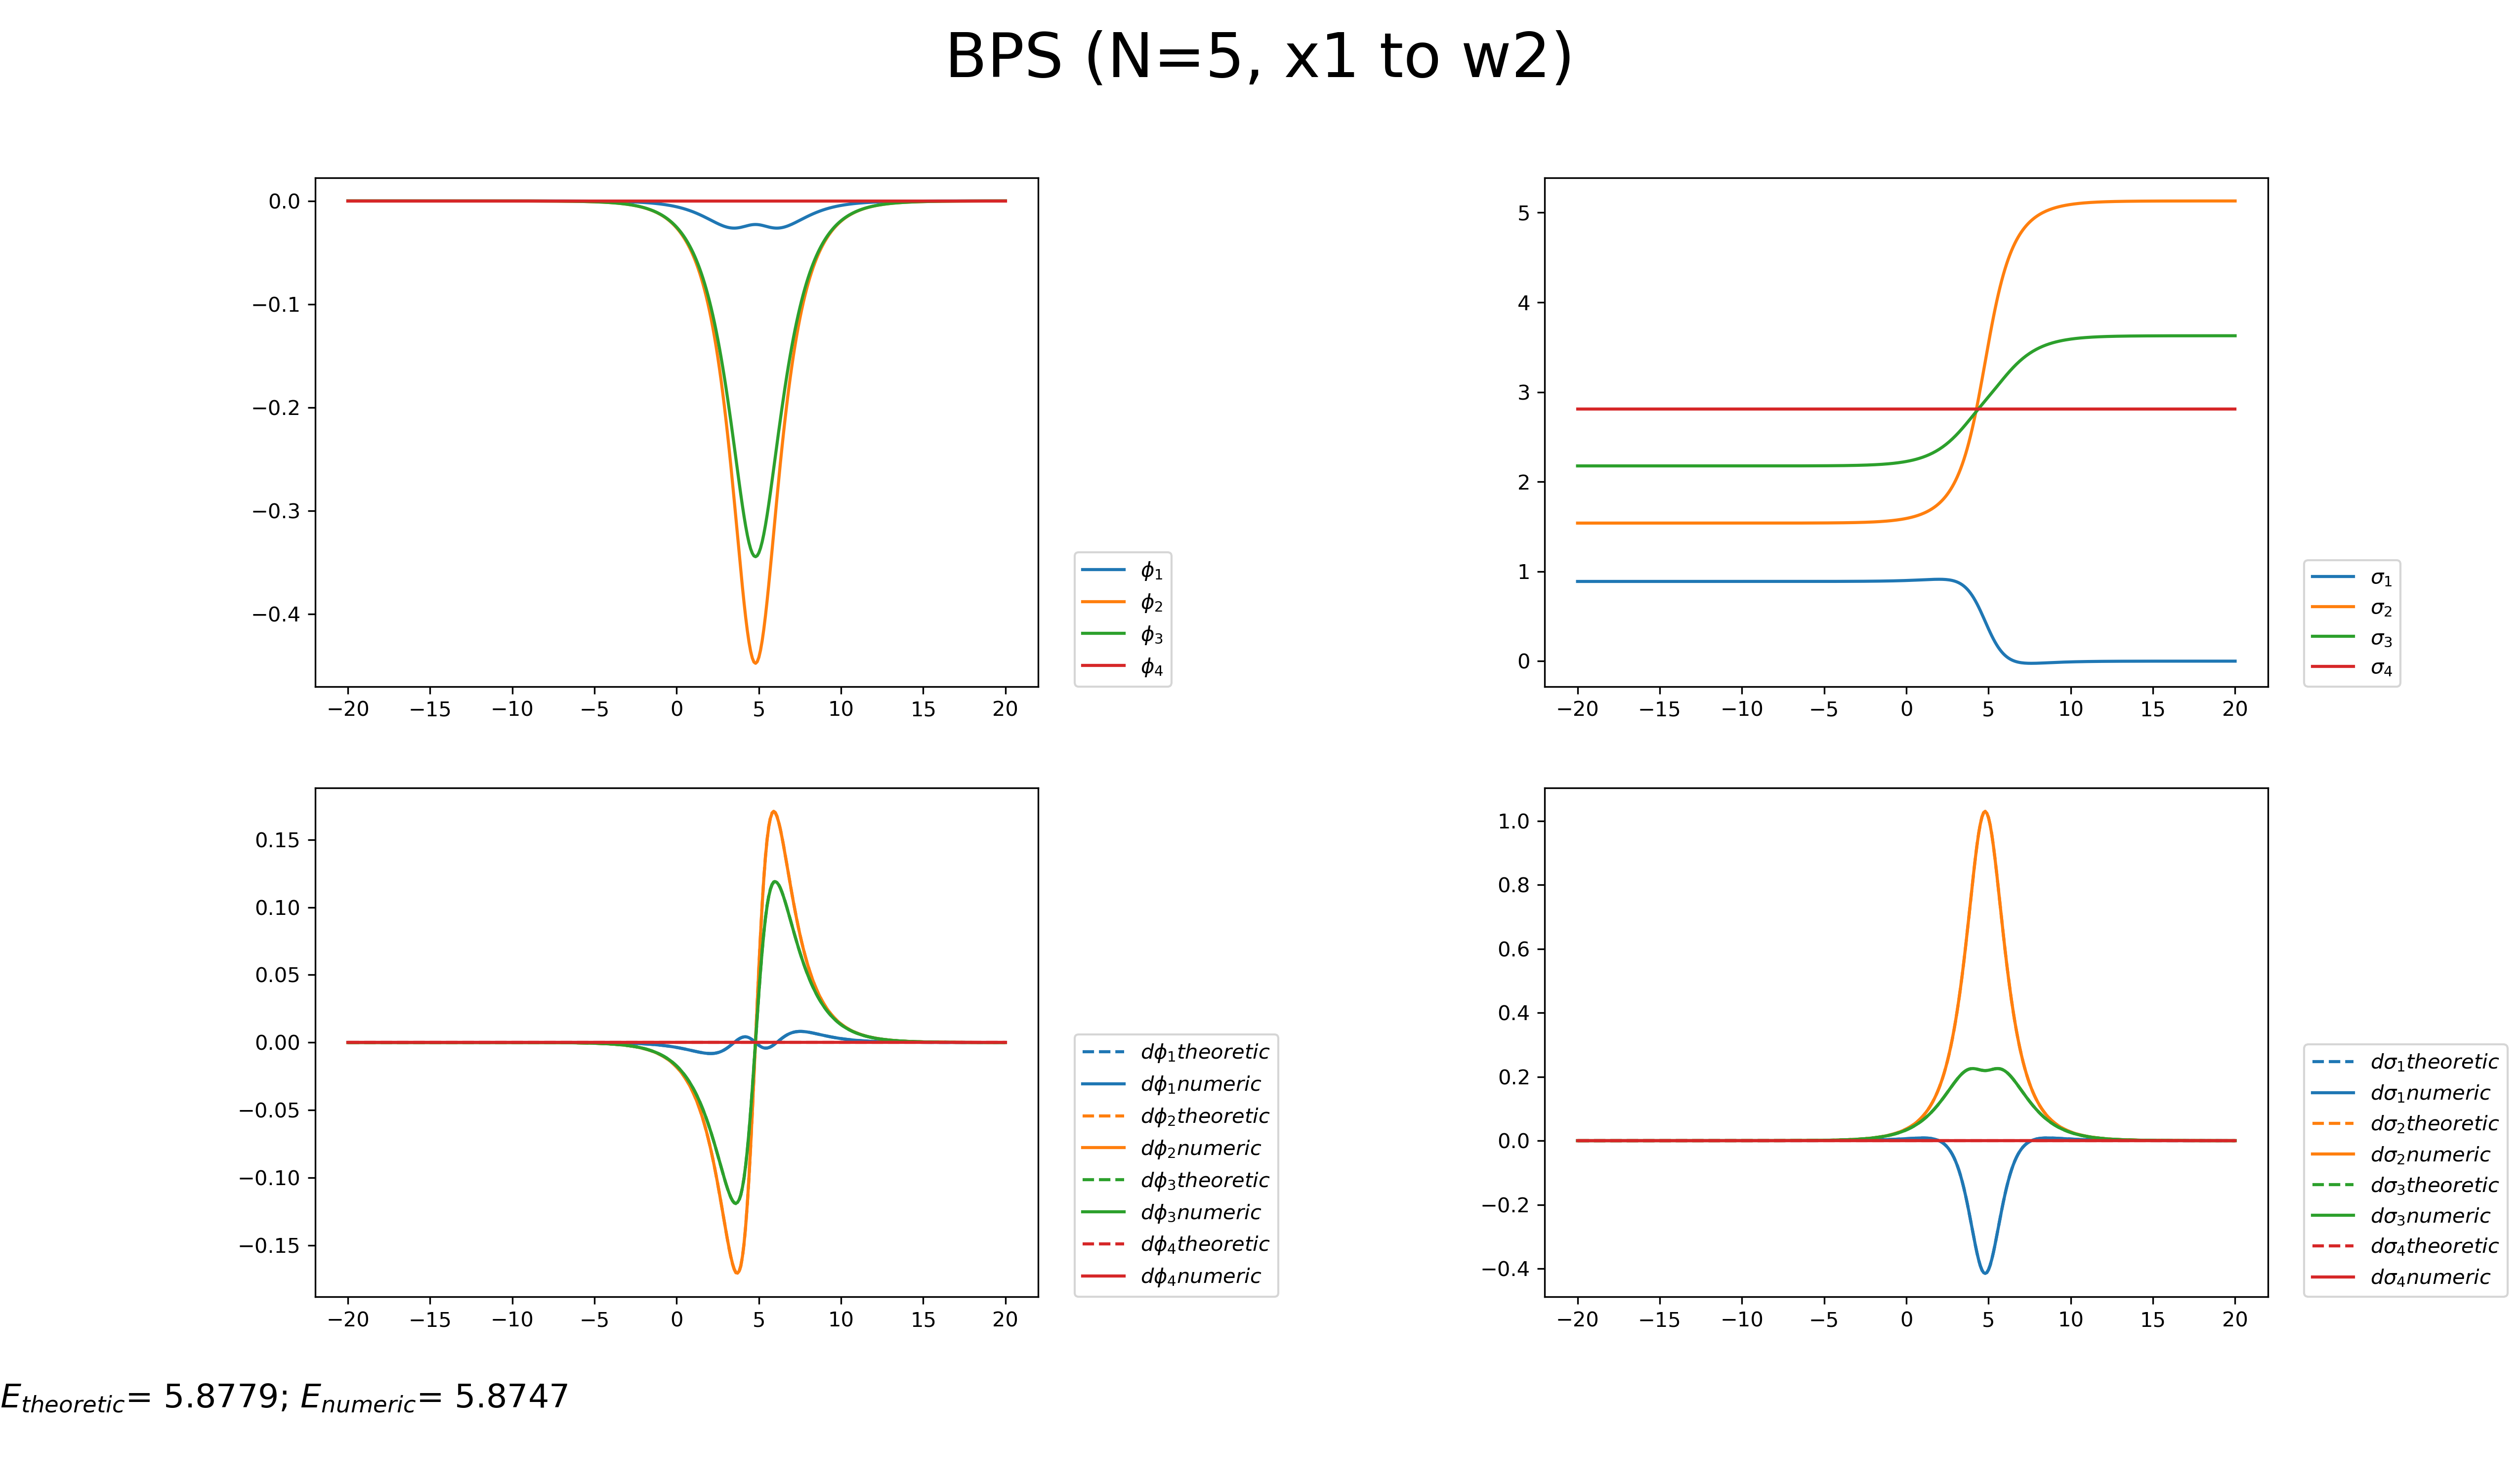 BPS (N=5, x1 to w2)
0.0
−0.1
−0.2
−0.3
−0.4
−20 −15 −10 −5 0 5 10 15 20
ϕ1
ϕ2
ϕ3
ϕ4
5
4
3
2
1
0
−20 −15 −10 −5 0 5 10 15 20
σ1
σ2
σ3
σ4
0.15
0.10
0.05
0.00
−0.05
−0.10
−0.15
−20 −15 −10 −5 0 5 10 15 20
dϕ1theoretic
dϕ1numeric
dϕ2theoretic
dϕ2numeric
dϕ3theoretic
dϕ3numeric
dϕ4theoretic
dϕ4numeric
1.0
0.8
0.6
0.4
0.2
0.0
−0.2
−0.4
−20 −15 −10 −5 0 5 10 15 20
dσ1theoretic
dσ1numeric
dσ2theoretic
dσ2numeric
dσ3theoretic
dσ3numeric
dσ4theoretic
dσ4numeric
Etheoretic= 5.8779; Enumeric= 5.8747